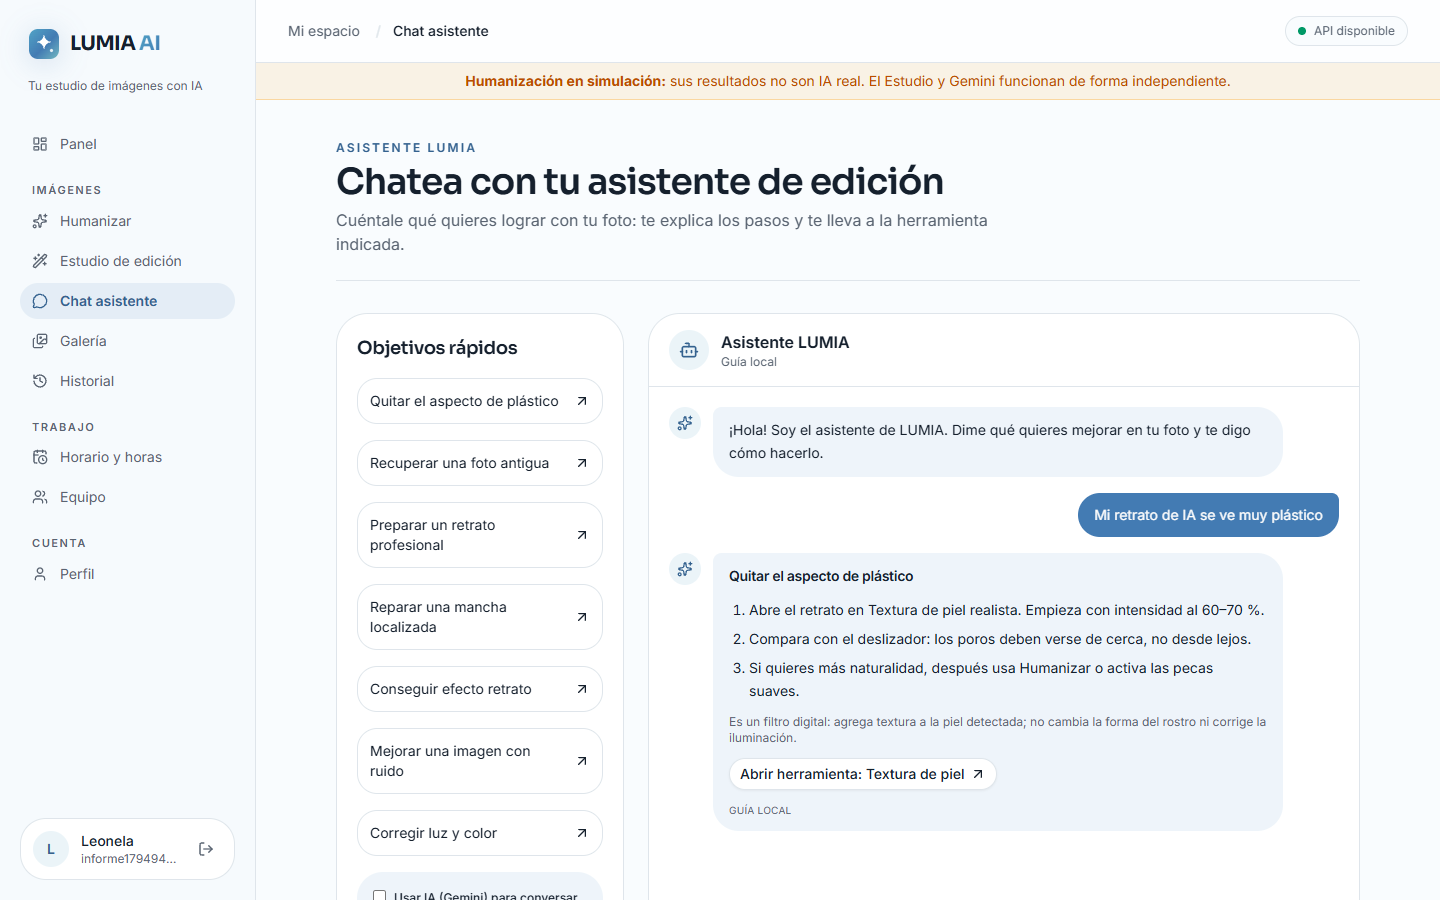 LUMIA AI
Tu estudio de imágenes con IA
Panel
IMÁGENES
Humanizar
Estudio de edición
Chat asistente
Galería
Historial
TRABAJO
Horario y horas
Equipo
CUENTA
Perfil
L
Leonela
informe179494...
Mi espacio / Chat asistente
API disponible
Humanización en simulación: sus resultados no son IA real. El Estudio y Gemini funcionan de forma independiente.
ASISTENTE LUMIA
Chatea con tu asistente de edición
Cuéntale qué quieres lograr con tu foto: te explica los pasos y te lleva a la herramienta
indicada.
Objetivos rápidos
Quitar el aspecto de plástico
Recuperar una foto antigua
Preparar un retrato
profesional
Reparar una mancha
localizada
Conseguir efecto retrato
Mejorar una imagen con
ruido
Corregir luz y color
Usar IA (Gemini) para conversar
Asistente LUMIA
Guía local
¡Hola! Soy el asistente de LUMIA. Dime qué quieres mejorar en tu foto y te digo
cómo hacerlo.
Mi retrato de IA se ve muy plástico
Quitar el aspecto de plástico
1. Abre el retrato en Textura de piel realista. Empieza con intensidad al 60–70 %.
2. Compara con el deslizador: los poros deben verse de cerca, no desde lejos.
3. Si quieres más naturalidad, después usa Humanizar o activa las pecas
suaves.
Es un filtro digital: agrega textura a la piel detectada; no cambia la forma del rostro ni corrige la
iluminación.
Abrir herramienta: Textura de piel
GUÍA LOCAL